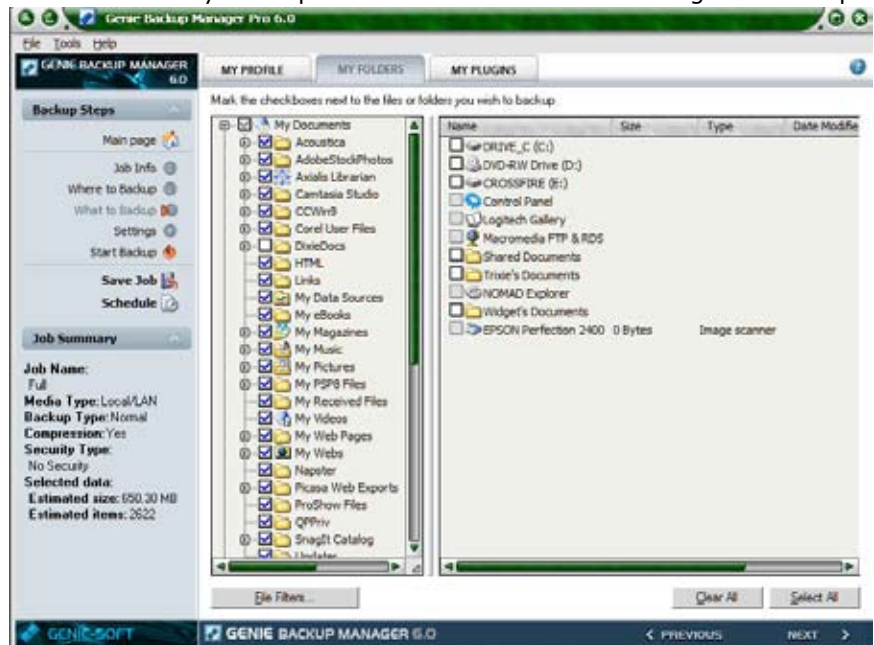 Genie Backup Manager Pro 6.0
File Tools Help
GENIE BACKUP MANAGER
6.0
MY PROFILE MY FOLDERS MY PLUGINS
Mark the checkboxes next to the files or folders you wish to backup
Backup Steps
Main page
Job Info
Where to Backup
What to Backup
Settings
Start Backup
Save Job
Schedule
Job Summary
Job Name:
Full
Media Type: Local/LAN
Backup Type: Normal
Compression: Yes
Security Type:
No Security
Selected data:
Estimated size: 650.30 MB
Estimated items: 2622
My Documents
Acoustica
AdobeStockPhotos
Axialis Librarian
Camtasia Studio
CCWin9
Corel User Files
DixieDocs
HTML
Links
My Data Sources
My eBooks
My Magazines
My Music
My Pictures
My PSP8 Files
My Received Files
My Videos
My Web Pages
My Webs
Napster
Picasa Web Exports
ProShow Files
QPPriv
SnagIt Catalog
Name Size Type Date Modifie
DRIVE_C (C:)
DVD-RW Drive (D:)
CROSSFIRE (E:)
Control Panel
Logitech Gallery
Macromedia FTP & RDS
Shared Documents
Trixie's Documents
NOMAD Explorer
Widget's Documents
EPSON Perfection 2400 0 Bytes Image scanner
File Filters... Clear All Select All
GENIE-SOFT GENIE BACKUP MANAGER 6.0 PREVIOUS NEXT